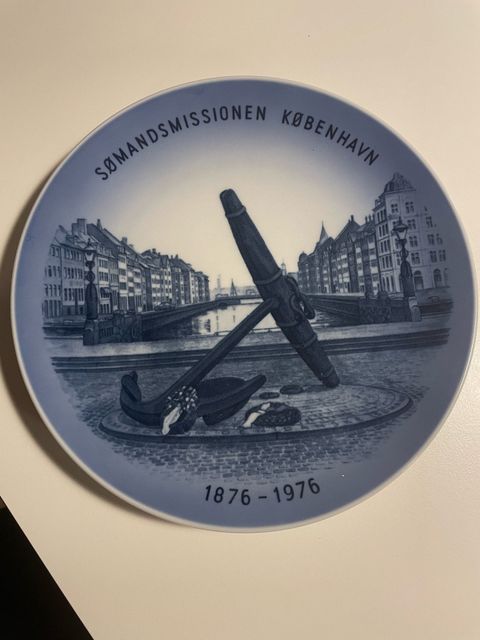 SØMANDSMISSIONEN KØBENHAVN
1876 - 1976